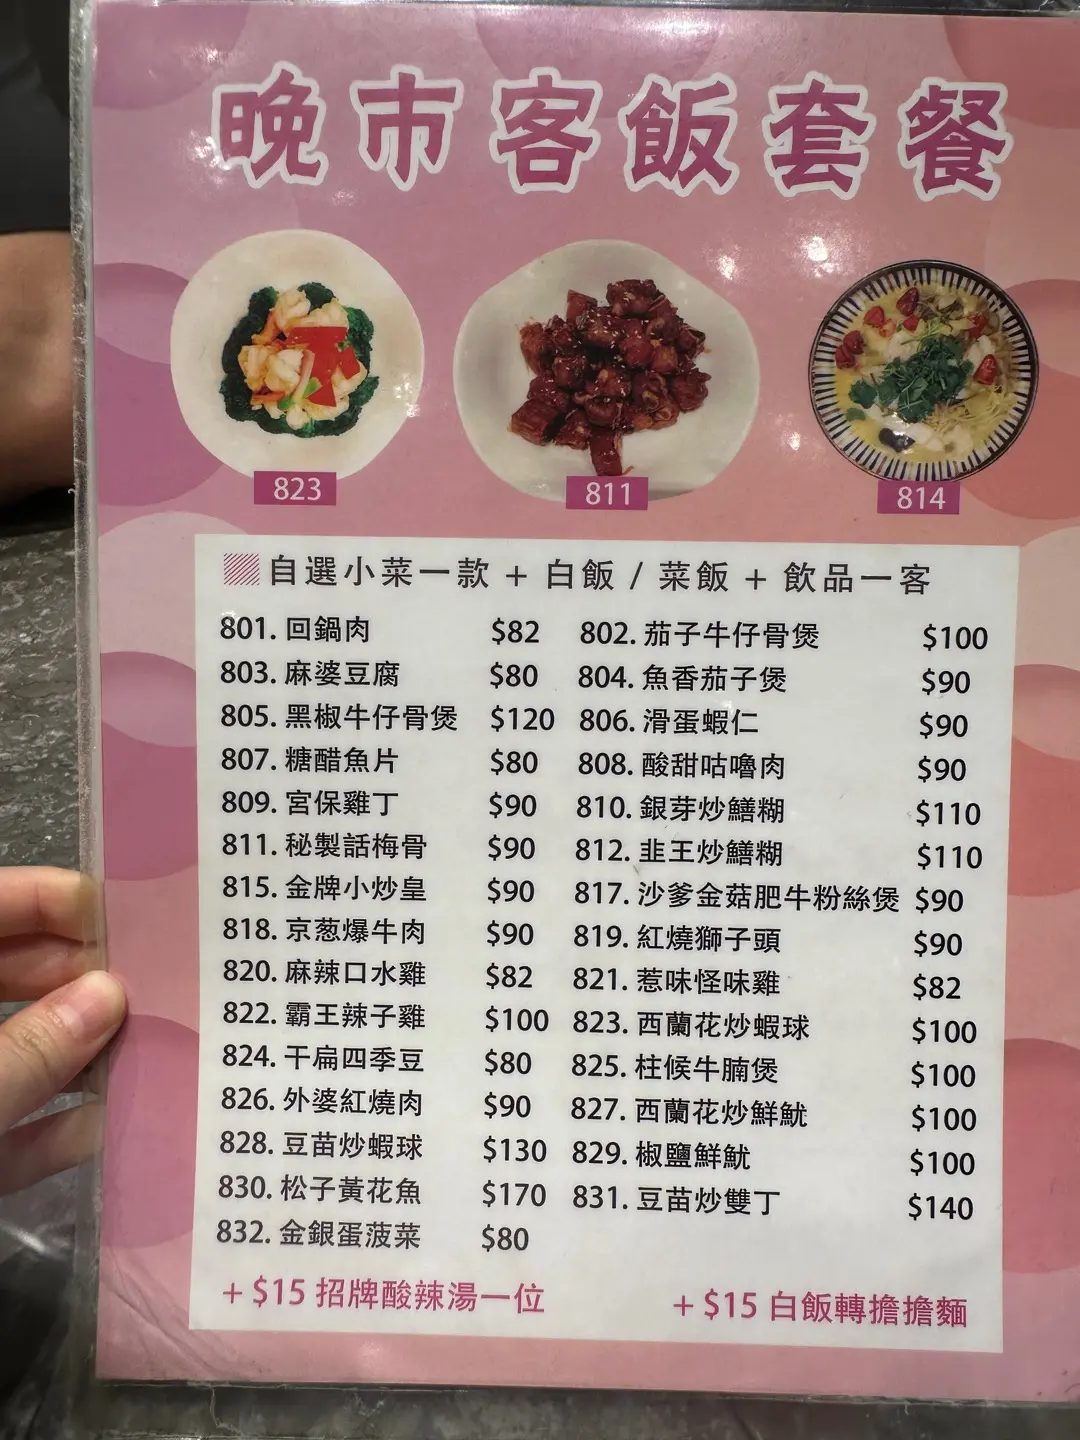 晚市客飯套餐
823
811
814
自選小菜一款 + 白飯 / 菜飯 + 飲品一客
801. 回鍋肉 $82 802. 茄子牛仔骨煲 $100
803. 麻婆豆腐 $80 804. 魚香茄子煲 $90
805. 黑椒牛仔骨煲 $120 806. 滑蛋蝦仁 $90
807. 糖醋魚片 $80 808. 酸甜咕嚕肉 $90
809. 宮保雞丁 $90 810. 銀芽炒鱔糊 $110
811. 秘製話梅骨 $90 812. 韭王炒鱔糊 $110
815. 金牌小炒皇 $90 817. 沙爹金菇肥牛粉絲煲 $90
818. 京葱爆牛肉 $90 819. 紅燒獅子頭 $90
820. 麻辣口水雞 $82 821. 惹味怪味雞 $82
822. 霸王辣子雞 $100 823. 西蘭花炒蝦球 $100
824. 干扁四季豆 $80 825. 柱候牛腩煲 $100
826. 外婆紅燒肉 $90 827. 西蘭花炒鮮魷 $100
828. 豆苗炒蝦球 $130 829. 椒鹽鮮魷 $100
830. 松子黃花魚 $170 831. 豆苗炒雙丁 $140
832. 金銀蛋菠菜 $80
+ $15 招牌酸辣湯一位 + $15 白飯轉擔擔麵